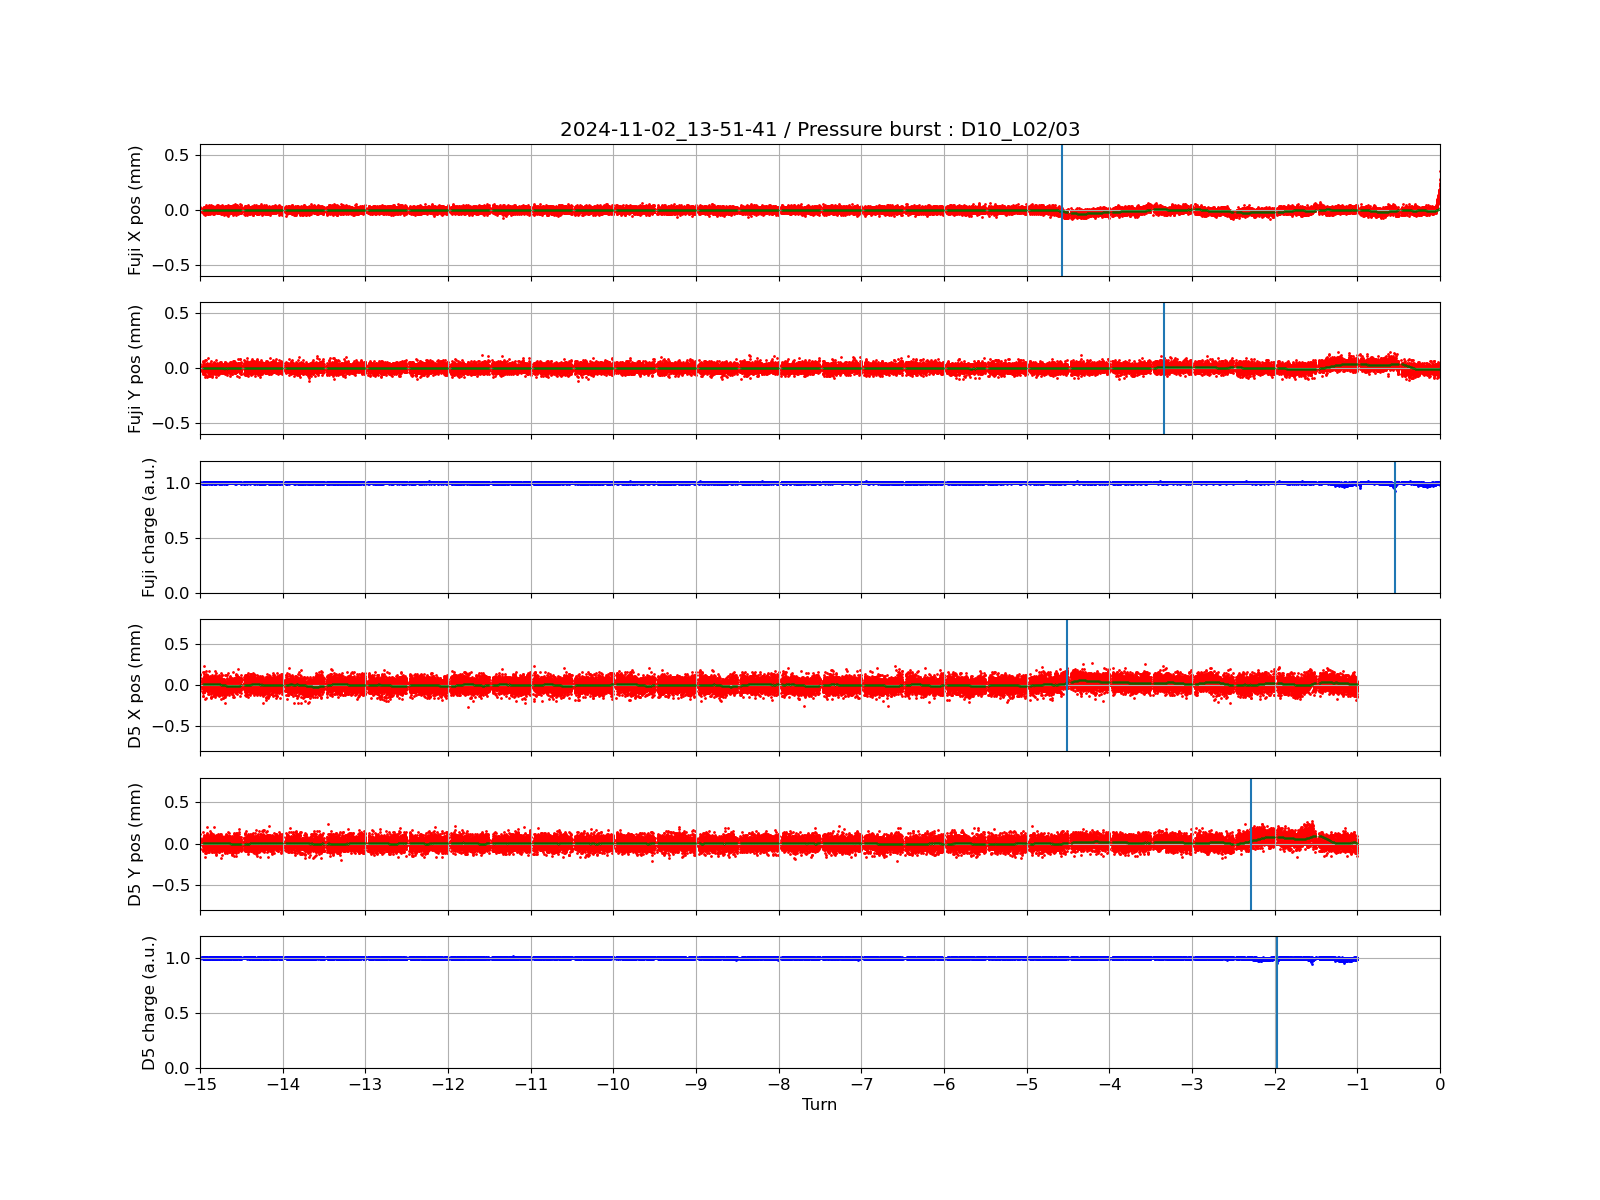 2024-11-02_13-51-41 / Pressure burst : D10_L02/03
Fuji X pos (mm)
0.5
0.0
−0.5
Fuji Y pos (mm)
0.5
0.0
−0.5
Fuji charge (a.u.)
1.0
0.5
0.0
D5 X pos (mm)
0.5
0.0
−0.5
D5 Y pos (mm)
0.5
0.0
−0.5
D5 charge (a.u.)
1.0
0.5
0.0
−15 −14 −13 −12 −11 −10 −9 −8 −7 −6 −5 −4 −3 −2 −1 0
Turn